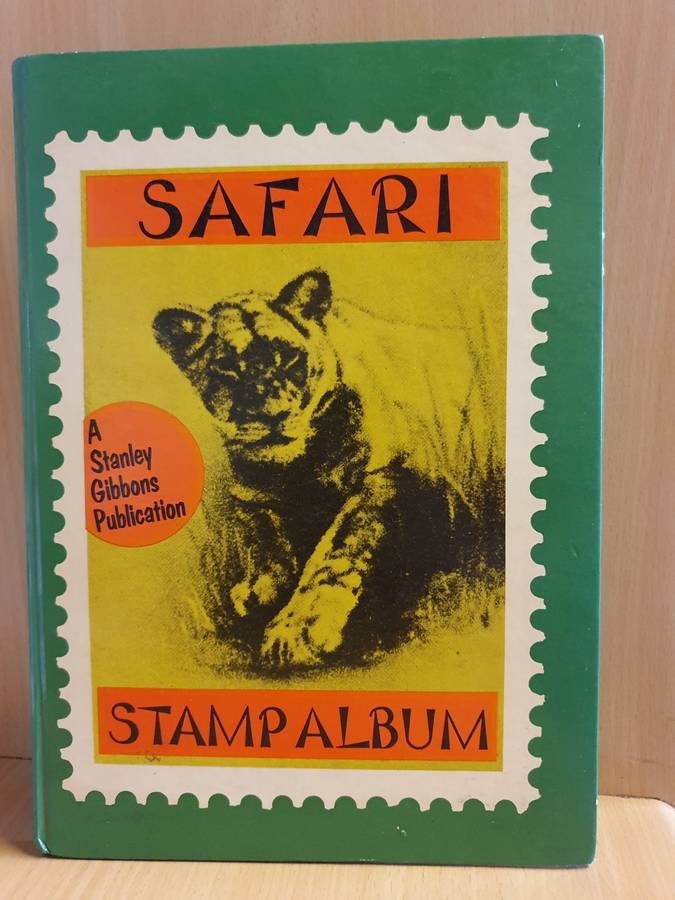 SAFARI
A
Stanley
Gibbons
Publication
STAMP ALBUM